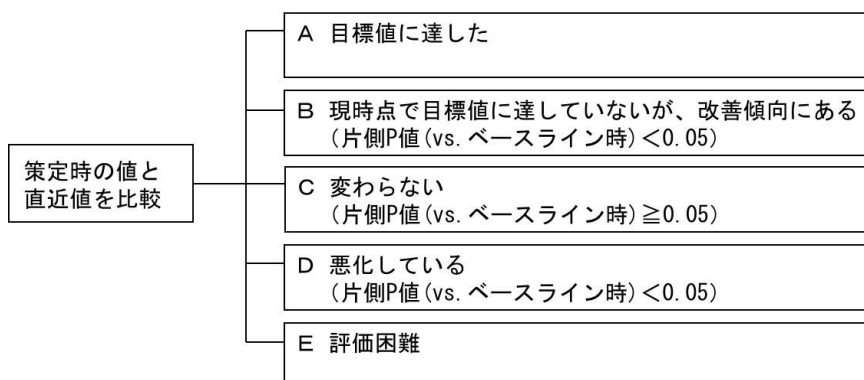 策定時の値と
直近値を比較
A 目標値に達した
B 現時点で目標値に達していないが、改善傾向にある
(片側P値(vs.ベースライン時)<0.05)
C 変わらない
(片側P値(vs.ベースライン時)≧0.05)
D 悪化している
(片側P値(vs.ベースライン時)<0.05)
E 評価困難